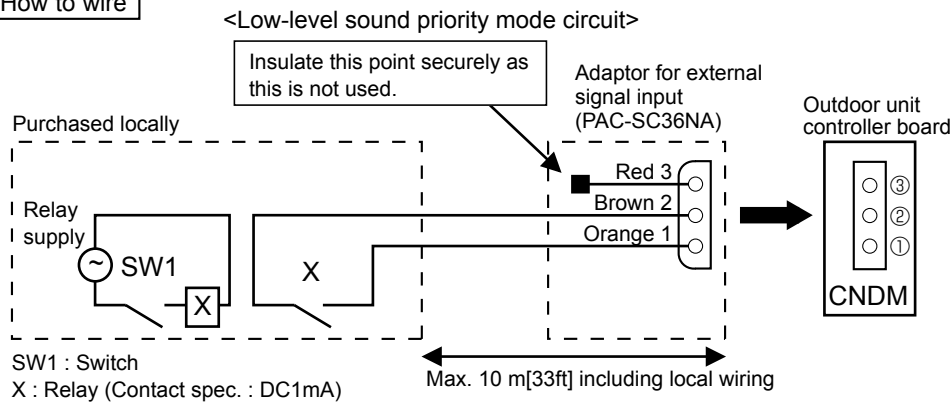 How to wire
<Low-level sound priority mode circuit>
Insulate this point securely as
this is not used.
Adaptor for external
signal input
(PAC-SC36NA)
Outdoor unit
controller board
Purchased locally
Red 3
Brown 2
Orange 1
③
②
①
CNDM
Relay
supply
~
SW1
X
X
SW1 : Switch
X : Relay (Contact spec. : DC1mA)
Max. 10 m[33ft] including local wiring